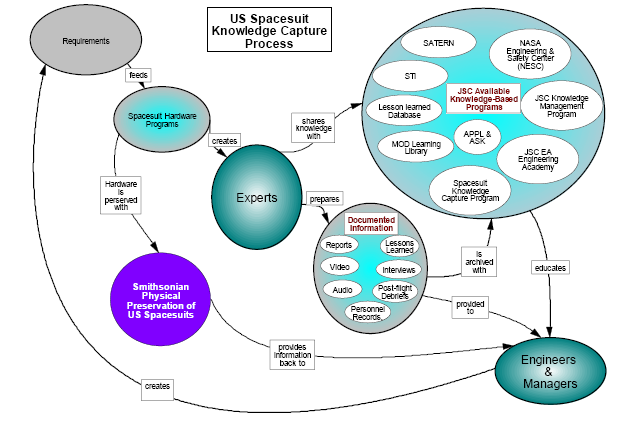 US Spacesuit
Knowledge Capture
Process
Requirements
feeds
Spacesuit Hardware
Programs
creates
Hardware
is
perserved
with
Experts
shares
knowledge
with
prepares
SATERN
NASA
Engineering &
Safety Center
(NESC)
STI
JSC Available
Knowledge-Based
Programs
Lesson learned
Database
JSC Knowledge
Management
Program
APPL &
ASK
MOD Learning
Library
JSC EA
Engineering
Academy
Spacesuit
Knowledge
Capture Program
Documented
Information
Reports
Lessons
Learned
Video
Interviews
Audio
Post-flight
Debriefs
Personnel
Records,
is
archived
with
educates
provided
to
Smithsonian
Physical
Preservation of
US Spacesuits
provides
information
back to
Engineers
&
Managers
creates